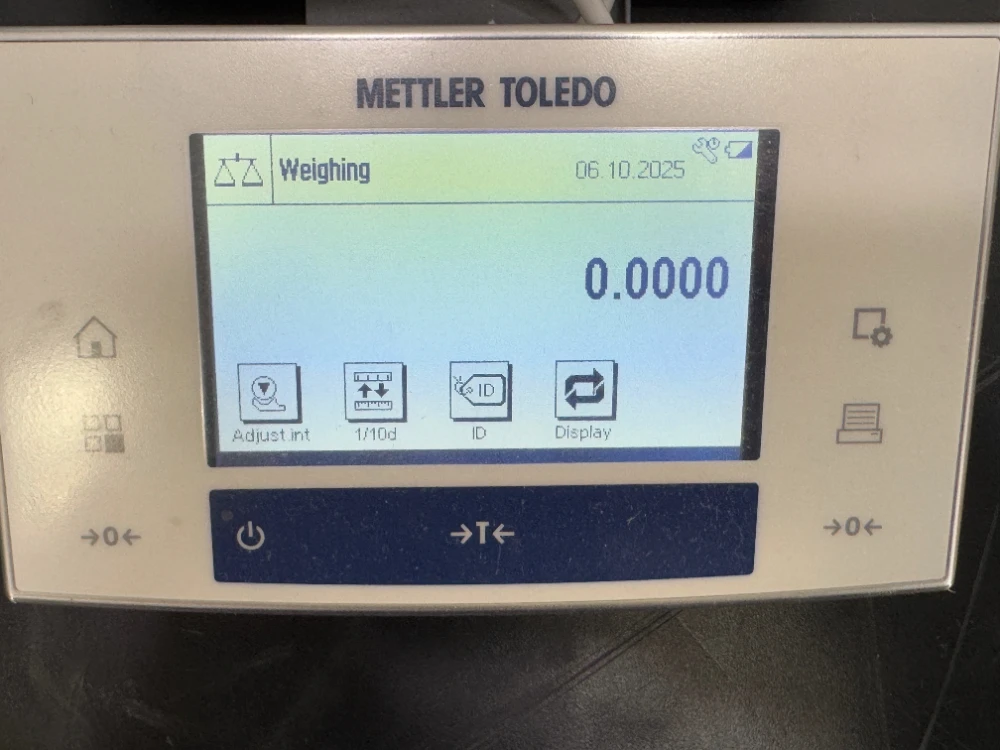 METTLER TOLEDO
Weighing
06.10.2025
0.0000
ID
Adjust.int
1/10d
ID
Display
→0←
→T←
→0←